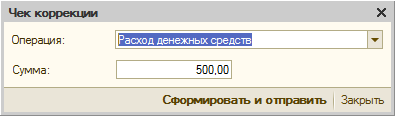 Чек коррекции
Операция: Расход денежных средств
Сумма: 500,00
Сформировать и отправить Закрыть